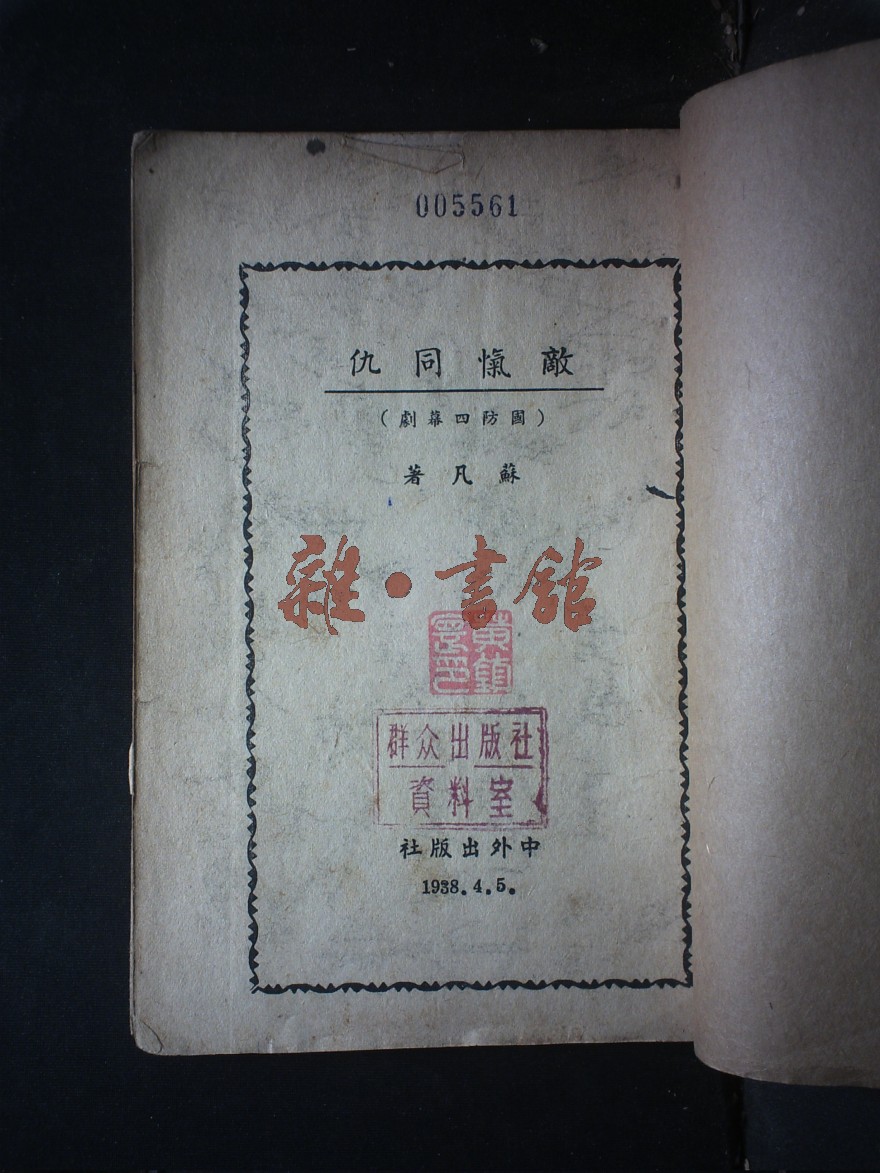 005561
敵愾同仇
(國防四幕劇)
蘇凡著
雜·書館
群众出版社
資料室
中外出版社
1938.4.5.